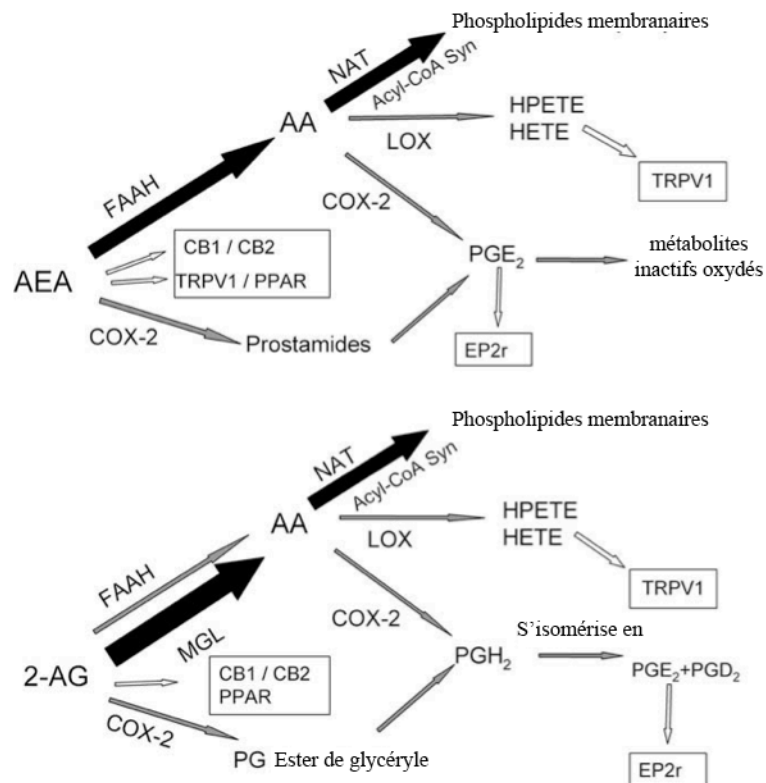 Phospholipides membranaires
NAT
Acyl-CoA Syn
AA
HPETE
HETE
LOX
TRPV1
FAAH
COX-2
CB1 / CB2
TRPV1 / PPAR
AEA
PGE₂
métabolites
inactifs oxydés
COX-2
Prostamides
EP2r
Phospholipides membranaires
NAT
Acyl-CoA Syn
AA
HPETE
HETE
LOX
TRPV1
FAAH
MGL
COX-2
S'isomérise en
2-AG
CB1 / CB2
PPAR
PGH₂
PGE₂+PGD₂
COX-2
PG Ester de glycéryle
EP2r